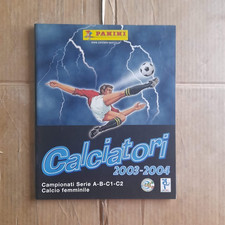 PANINI
Calciatori
2003-2004
Campionati Serie A-B-C1-C2
Calcio femminile